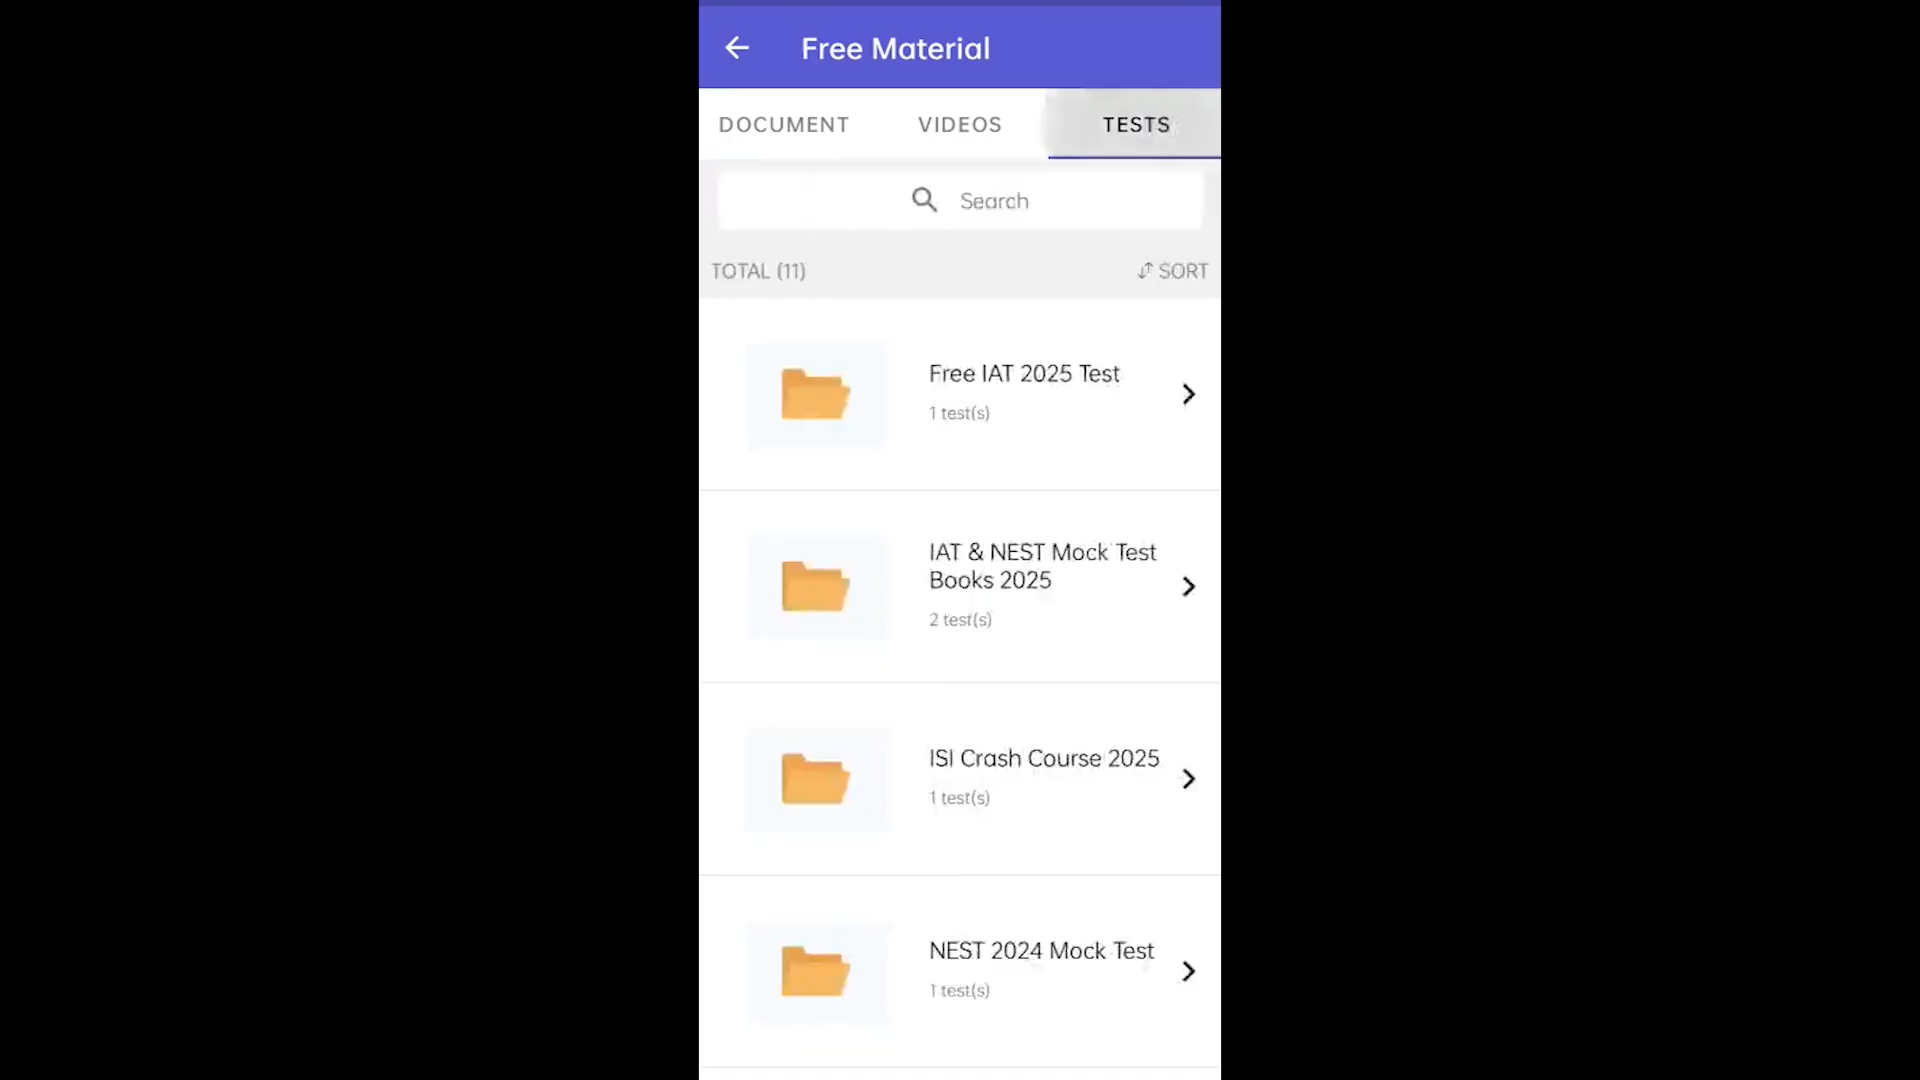 Free Material
DOCUMENT VIDEOS TESTS
Search
TOTAL (11) SORT
Free IAT 2025 Test
1 test(s)
IAT & NEST Mock Test
Books 2025
2 test(s)
ISI Crash Course 2025
1 test(s)
NEST 2024 Mock Test
1 test(s)